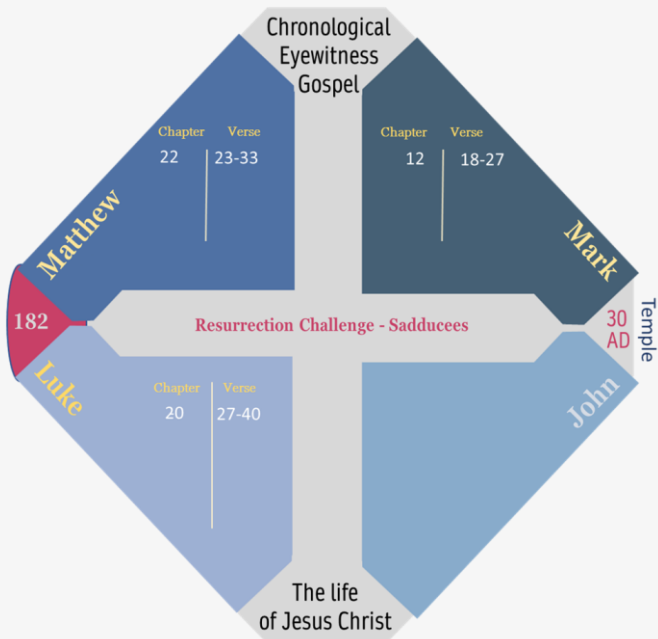 Chronological
Eyewitness
Gospel
Chapter Verse
22 23-33
Matthew
Chapter Verse
12 18-27
Mark
182
Resurrection Challenge - Sadducees
30
AD
Temple
Luke
Chapter Verse
20 27-40
John
The life
of Jesus Christ